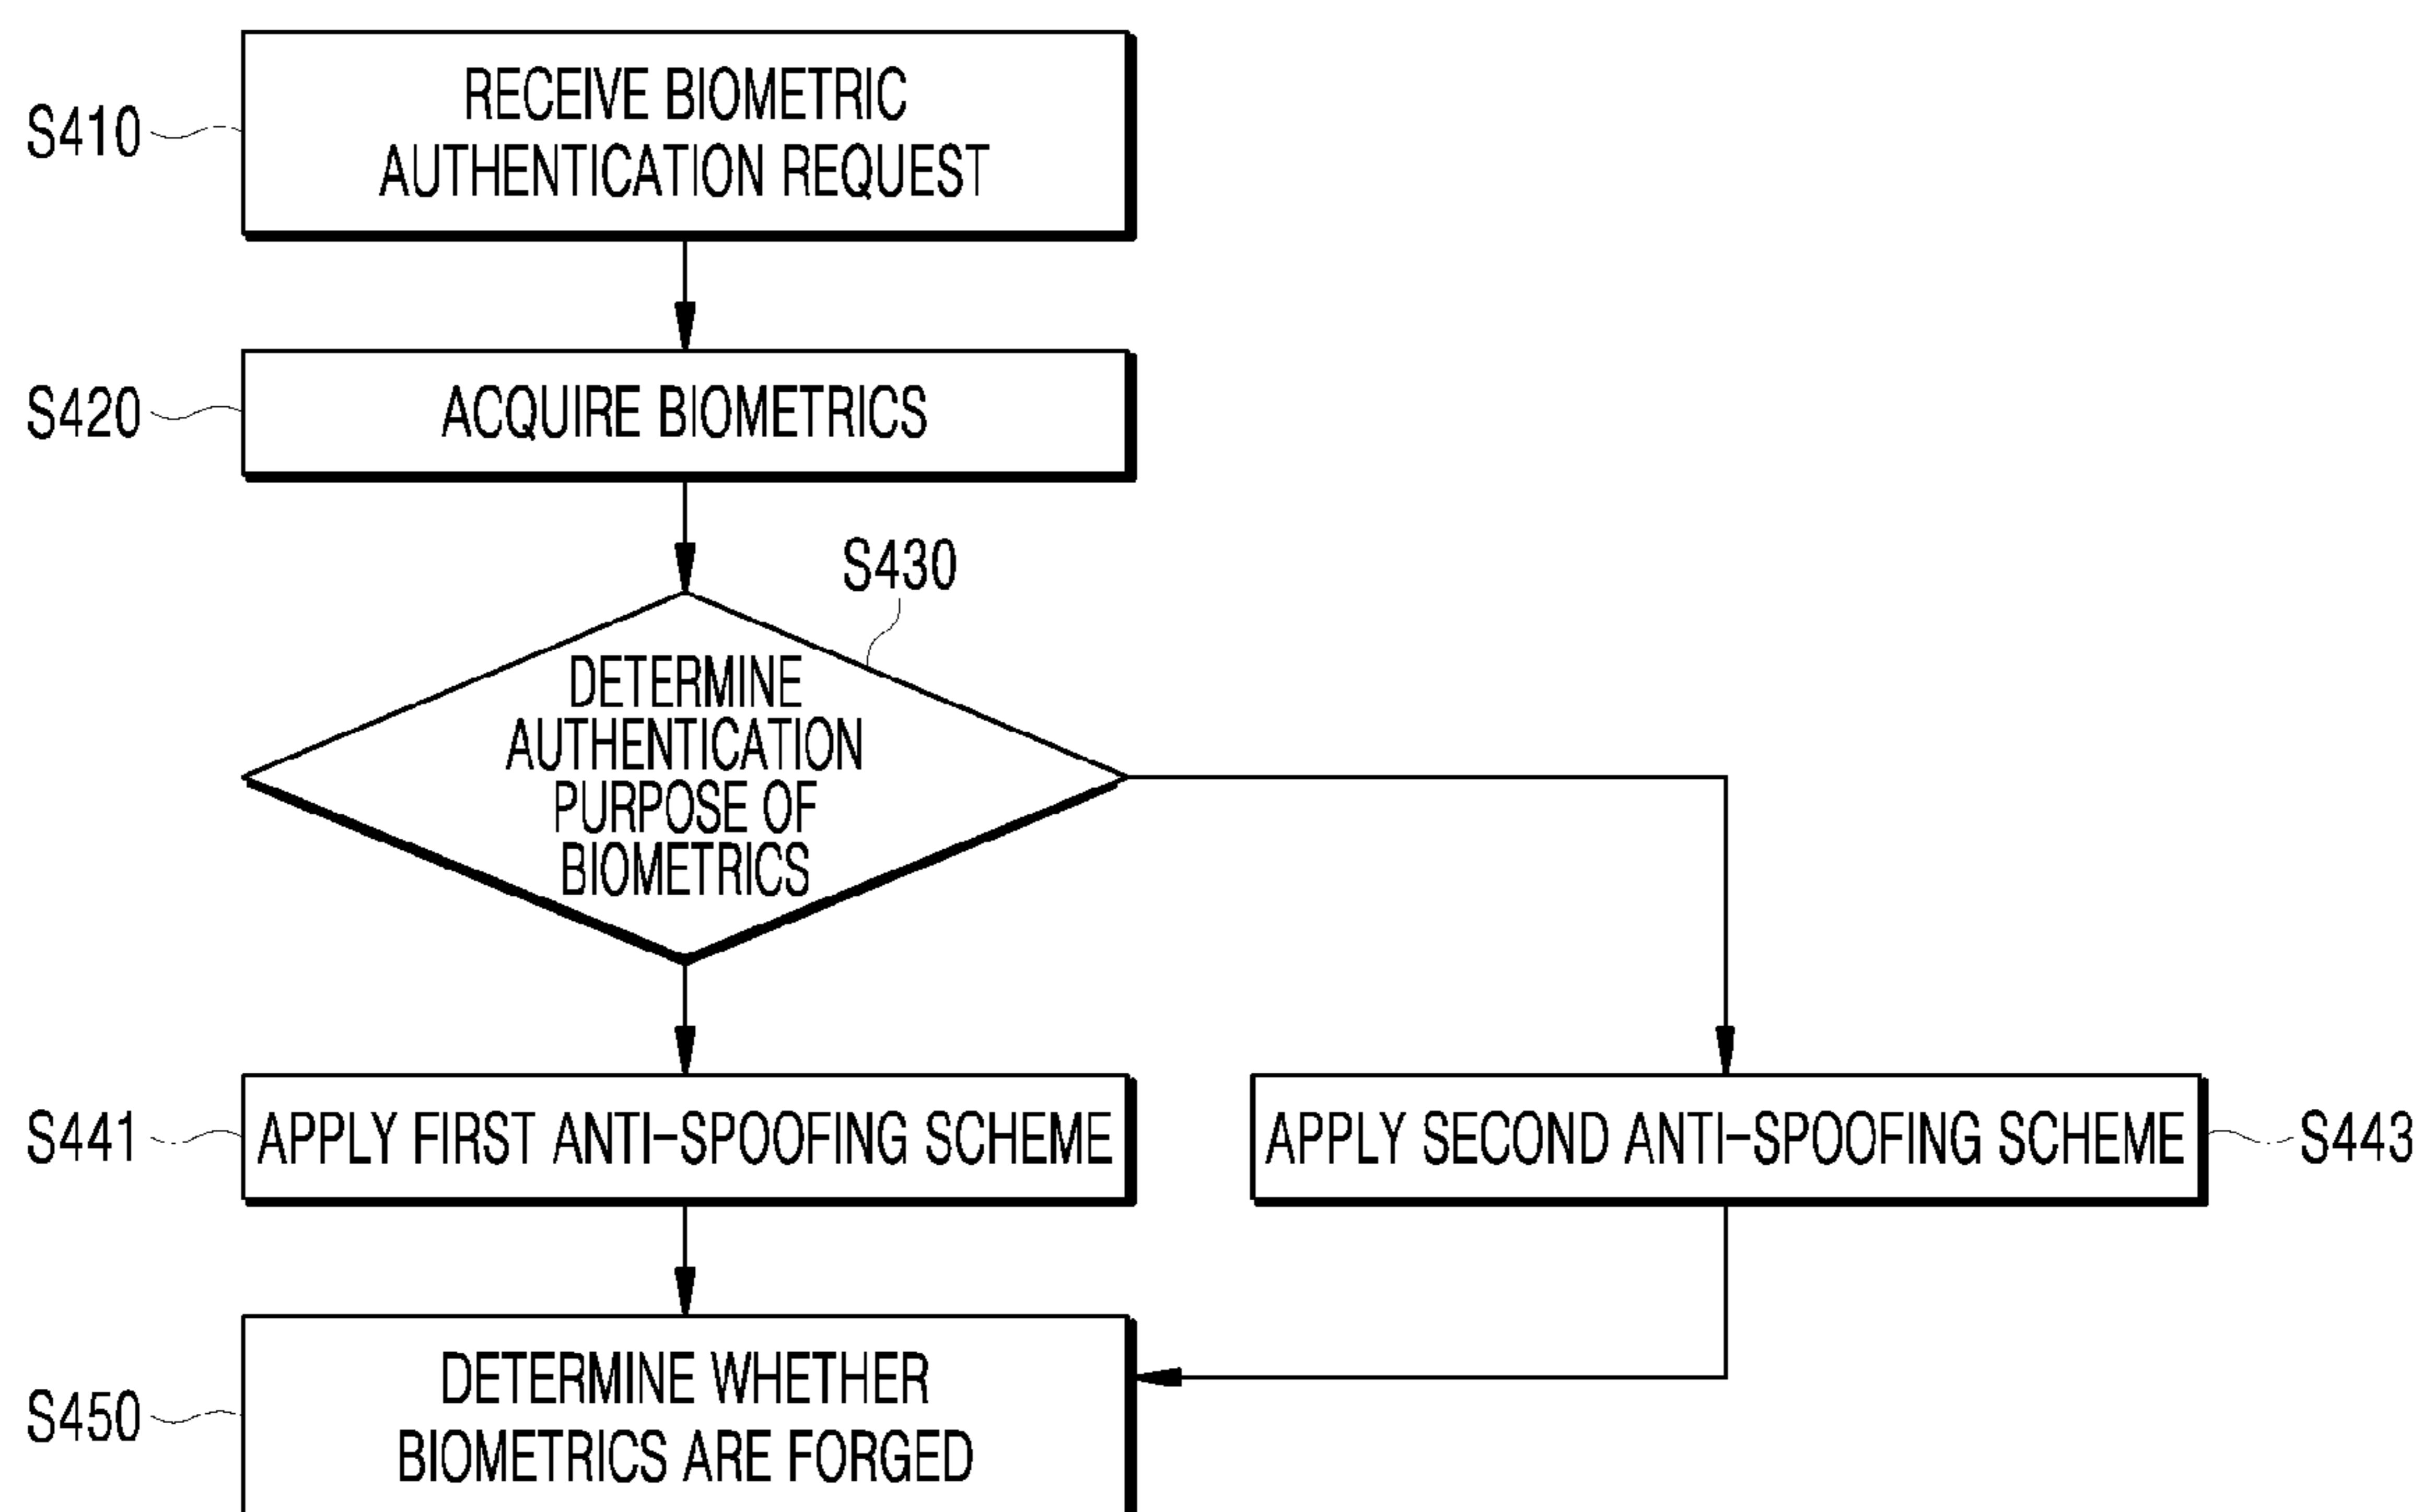 S410
RECEIVE BIOMETRIC
AUTHENTICATION REQUEST
S420
ACQUIRE BIOMETRICS
S430
DETERMINE
AUTHENTICATION
PURPOSE OF
BIOMETRICS
S441
APPLY FIRST ANTI-SPOOFING SCHEME
APPLY SECOND ANTI-SPOOFING SCHEME
S443
S450
DETERMINE WHETHER
BIOMETRICS ARE FORGED